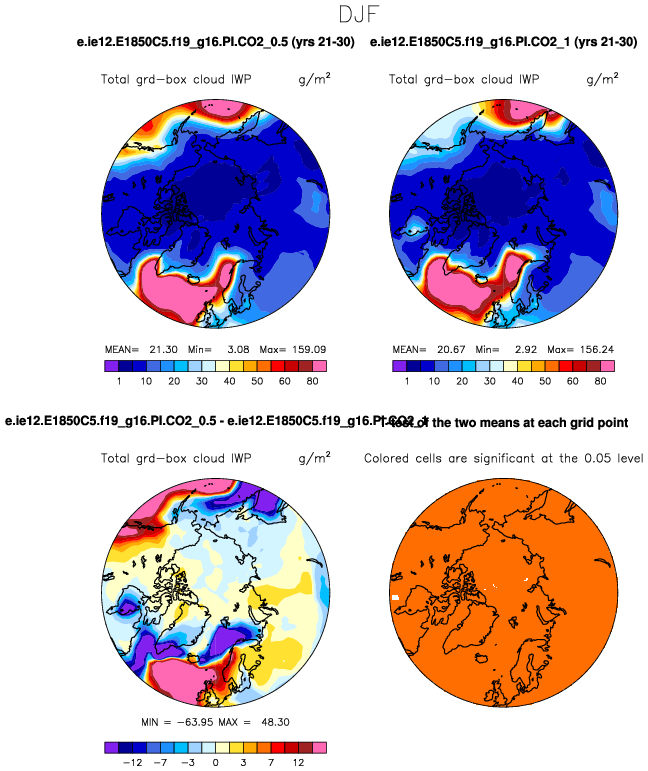 DJF
e.ie12.E1850C5.f19_g16.PI.CO2_0.5 (yrs 21-30)
e.ie12.E1850C5.f19_g16.PI.CO2_1 (yrs 21-30)
Total grd-box cloud IWP g/m²
Total grd-box cloud IWP g/m²
MEAN= 21.30 Min= 3.08 Max= 159.09
MEAN= 20.67 Min= 2.92 Max= 156.24
1 10 20 30 40 50 60 80
1 10 20 30 40 50 60 80
e.ie12.E1850C5.f19_g16.PI.CO2_0.5 - e.ie12.E1850C5.f19_g16.PI.CO2_1
T-test of the two means at each grid point
Total grd-box cloud IWP g/m²
Colored cells are significant at the 0.05 level
MIN = -63.95 MAX = 48.30
-12 -7 -3 0 3 7 12